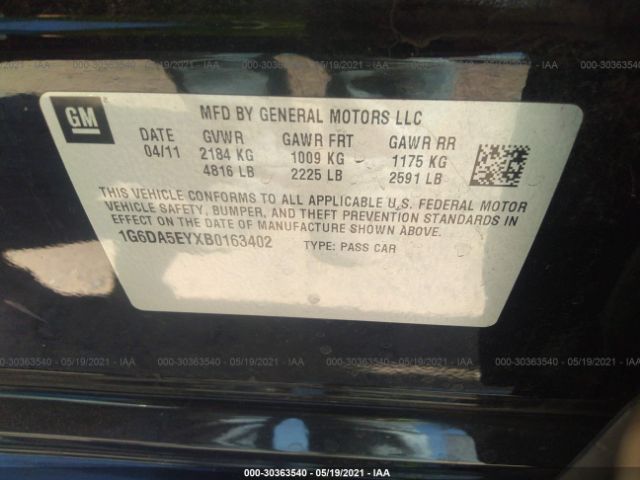 GM
MFD BY GENERAL MOTORS LLC
DATE GVWR GAWR FRT GAWR RR
04/11 2184 KG 1009 KG 1175 KG
4816 LB 2225 LB 2591 LB
THIS VEHICLE CONFORMS TO ALL APPLICABLE U.S. FEDERAL MOTOR
VEHICLE SAFETY, BUMPER, AND THEFT PREVENTION STANDARDS
IN EFFECT ON THE DATE OF MANUFACTURE SHOWN ABOVE.
1G6DA5EYXB0163402 TYPE: PASS CAR
000-30363540 - 05/19/2021 - IAA